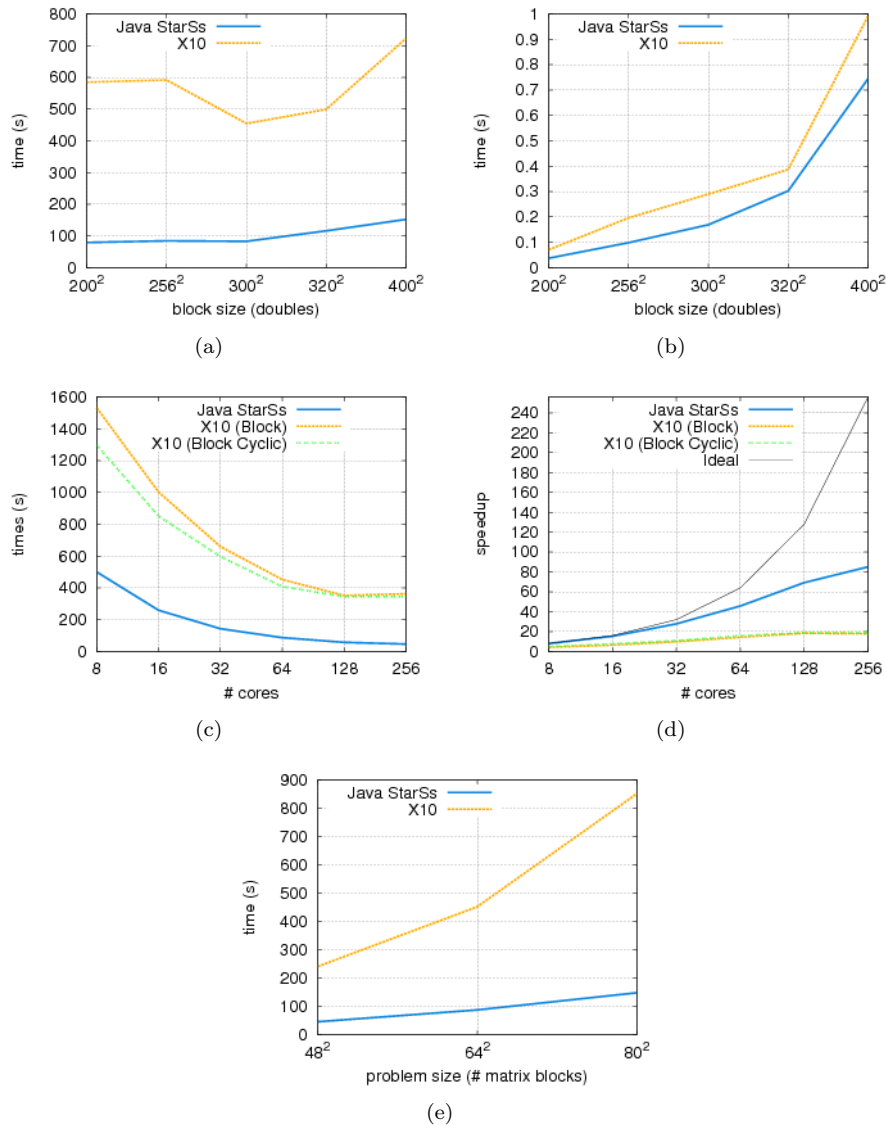 800
700
600
500
400
300
200
100
0
time (s)
Java StarSs
X10
200² 256² 300² 320² 400²
block size (doubles)
(a)
1
0.9
0.8
0.7
0.6
0.5
0.4
0.3
0.2
0.1
0
time (s)
Java StarSs
X10
200² 256² 300² 320² 400²
block size (doubles)
(b)
1600
1400
1200
1000
800
600
400
200
0
times (s)
Java StarSs
X10 (Block)
X10 (Block Cyclic)
8 16 32 64 128 256
# cores
(c)
240
220
200
180
160
140
120
100
80
60
40
20
0
speedup
Java StarSs
X10 (Block)
X10 (Block Cyclic)
Ideal
8 16 32 64 128 256
# cores
(d)
900
800
700
600
500
400
300
200
100
0
time (s)
Java StarSs
X10
48² 64² 80²
problem size (# matrix blocks)
(e)